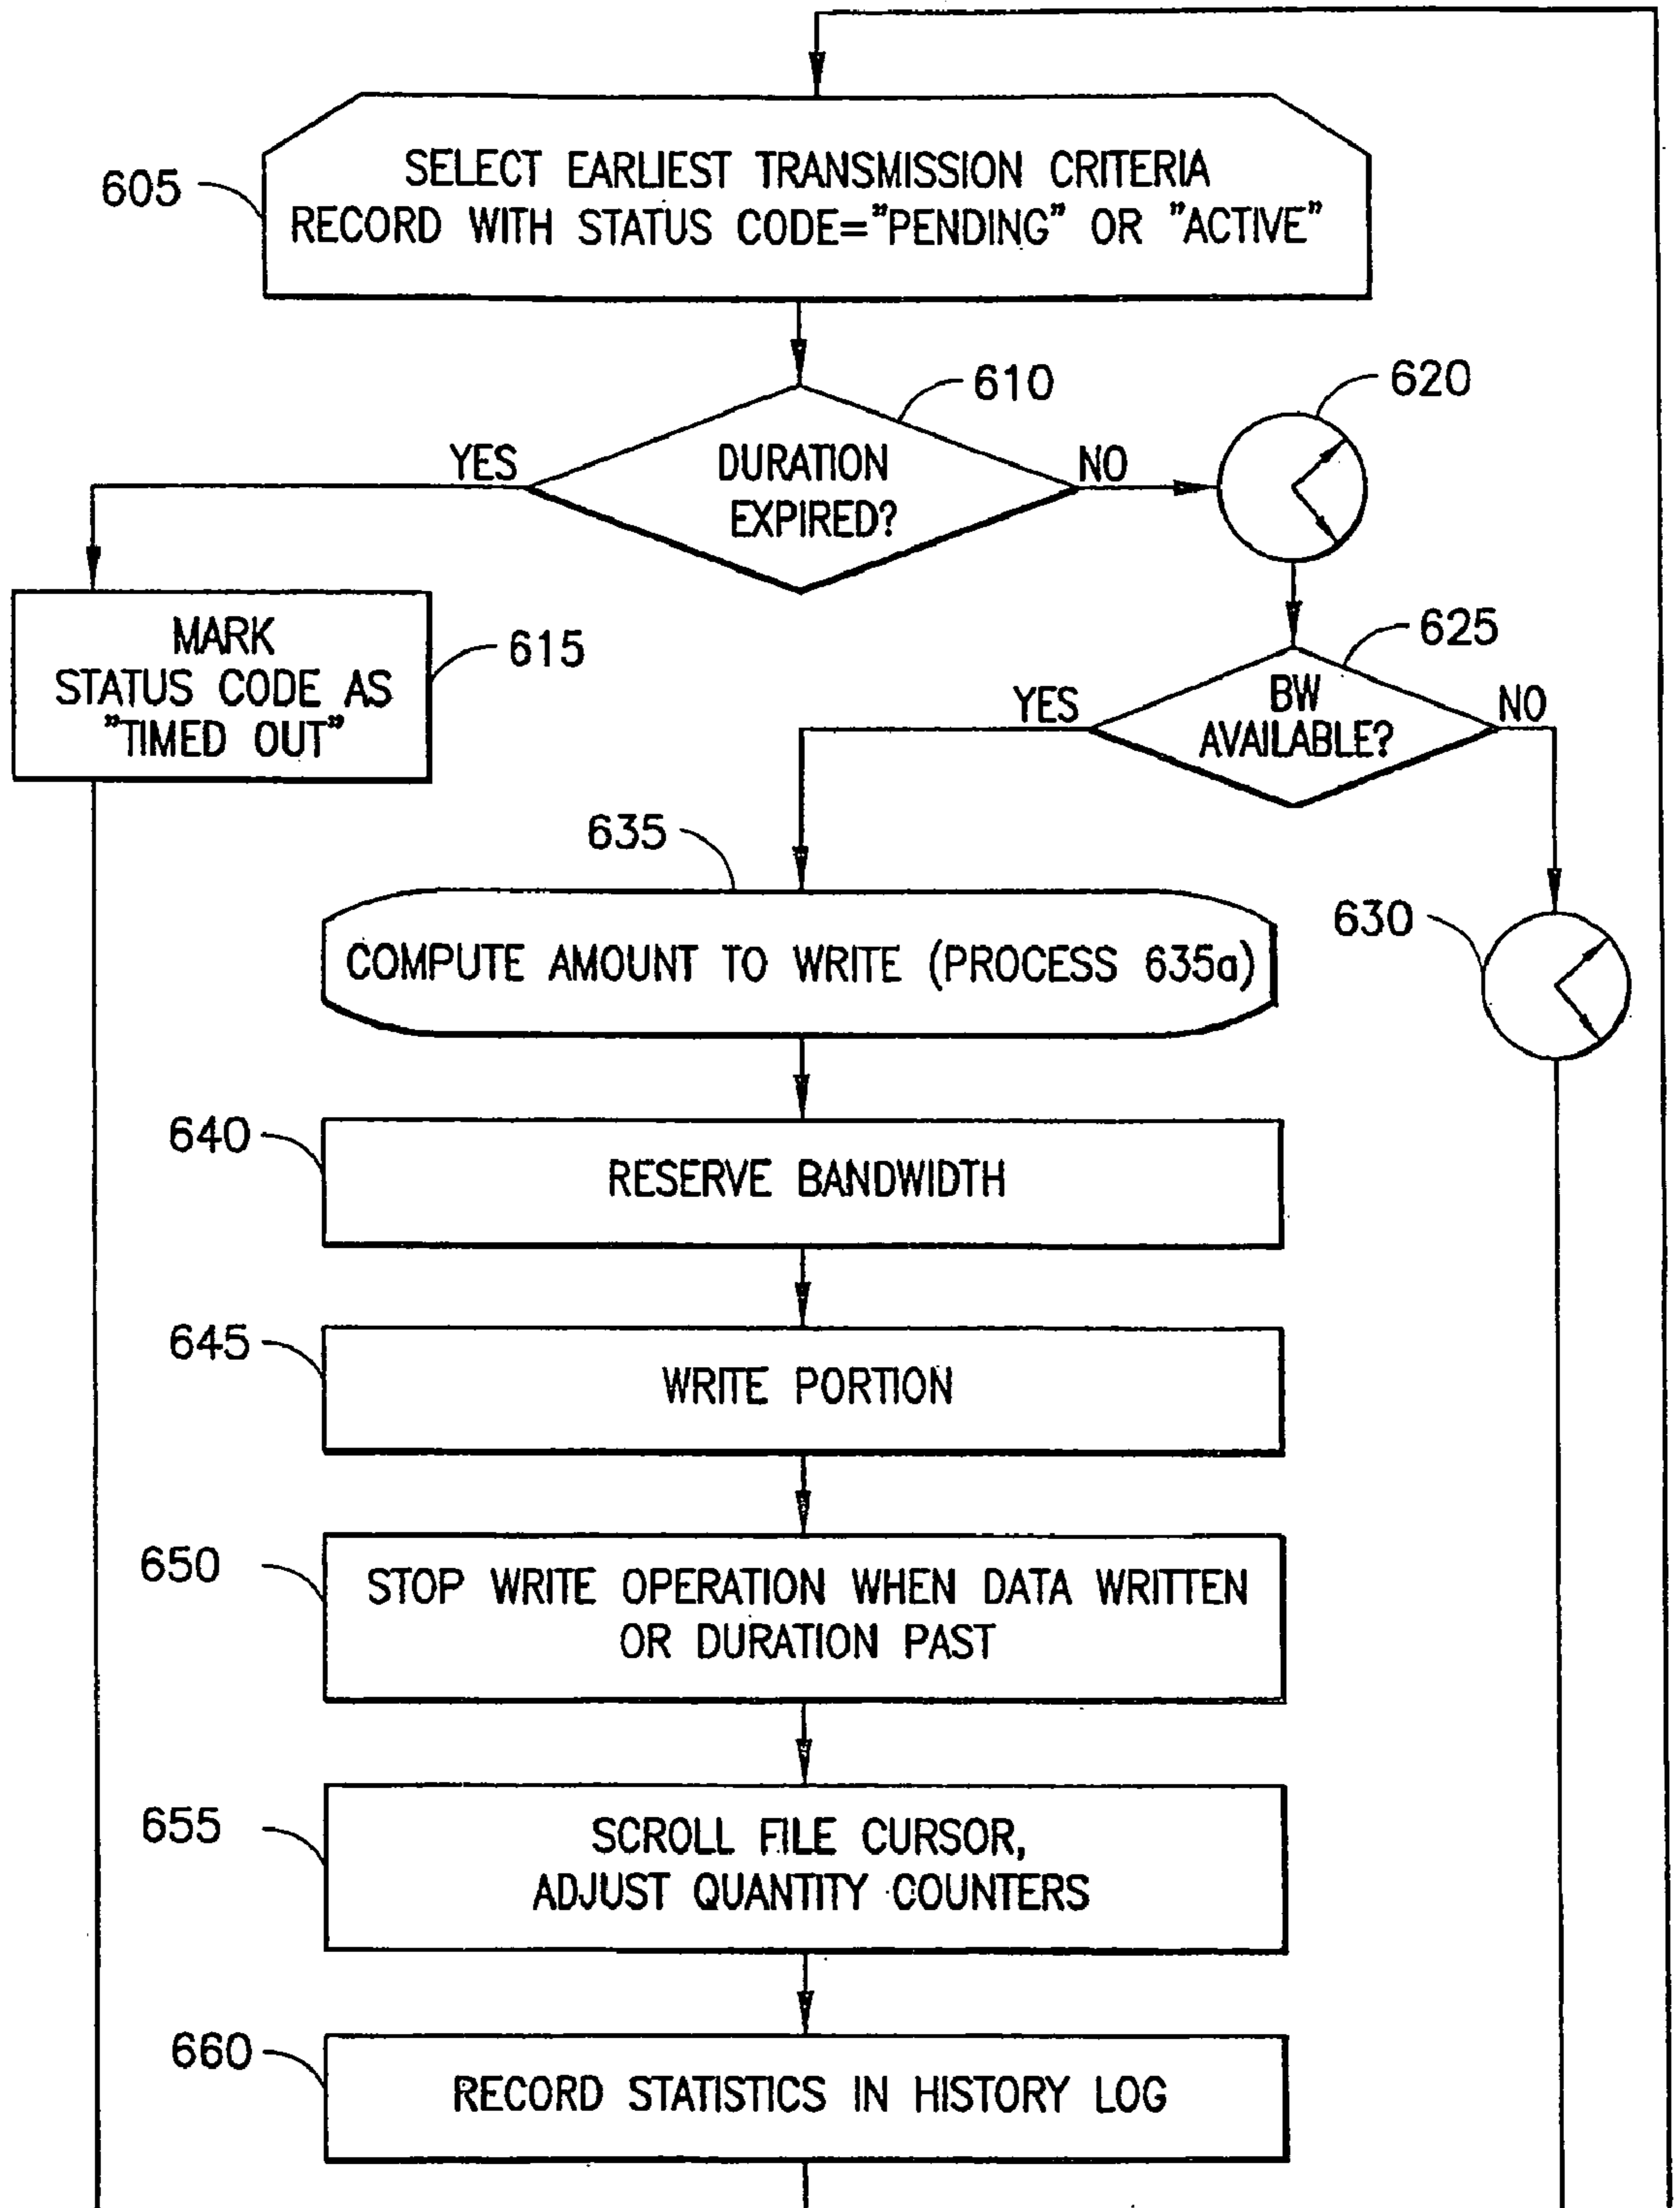 605
SELECT EARLIEST TRANSMISSION CRITERIA
RECORD WITH STATUS CODE="PENDING" OR "ACTIVE"
610
620
YES
DURATION
EXPIRED?
NO
MARK
STATUS CODE AS
"TIMED OUT"
615
625
YES
BW
AVAILABLE?
NO
635
COMPUTE AMOUNT TO WRITE (PROCESS 635a)
630
640
RESERVE BANDWIDTH
645
WRITE PORTION
650
STOP WRITE OPERATION WHEN DATA WRITTEN
OR DURATION PAST
655
SCROLL FILE CURSOR,
ADJUST QUANTITY COUNTERS
660
RECORD STATISTICS IN HISTORY LOG